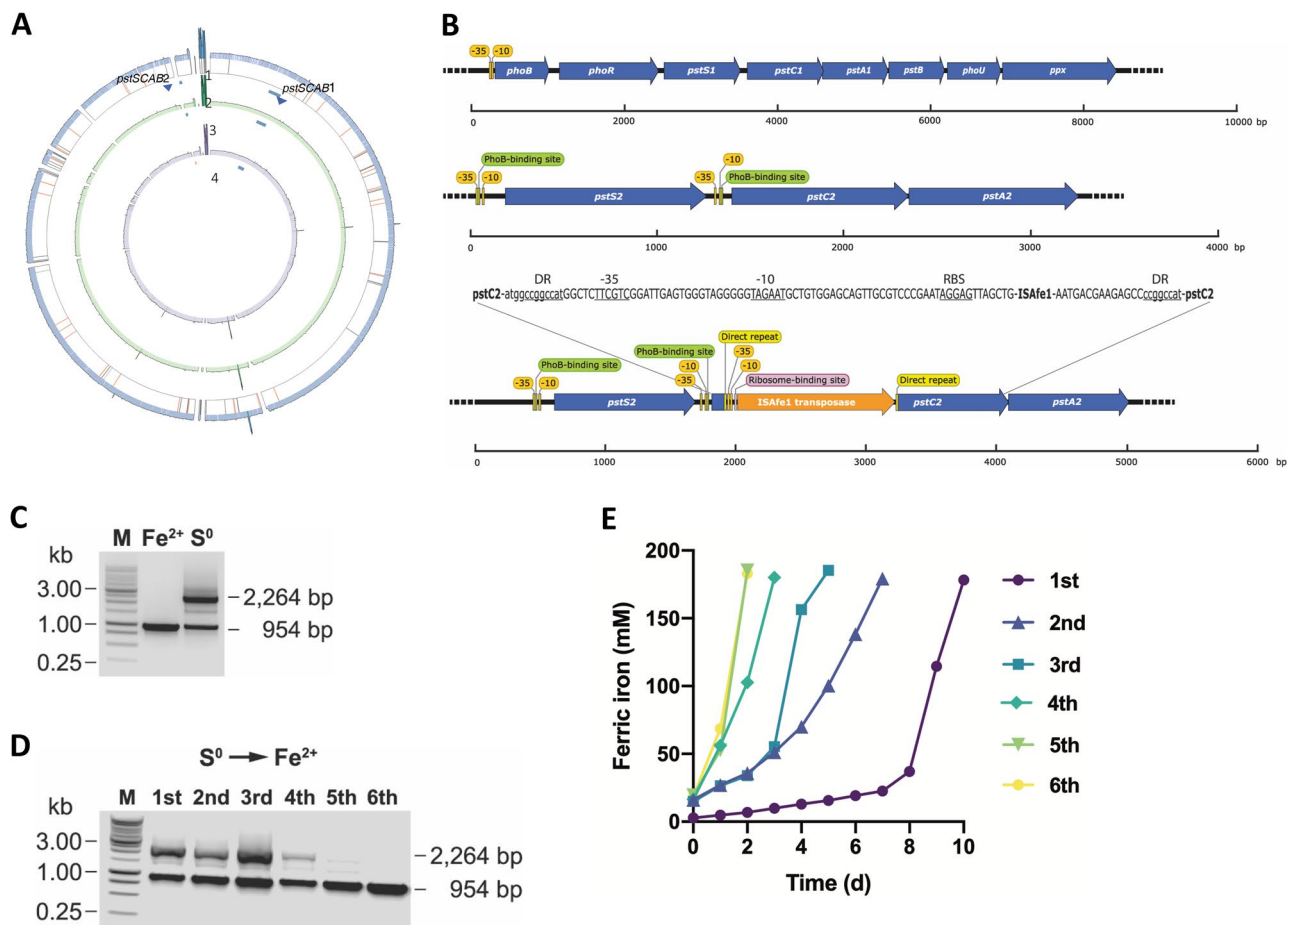 A
pstSCAB2
pstSCAB1
1
2
3
4
B
-35 -10
phoB phoR pstS1 pstC1 pstA1 pstB phoU ppx
0 2000 4000 6000 8000 10000 bp
PhoB-binding site
-35 -10
-10
-35 PhoB-binding site
pstS2 pstC2 pstA2
0 1000 2000 3000 4000 bp
DR -35 -10 RBS DR
pstC2-atggccggccatGGCTCTTCGTCGGATTGAGTGGGTAGGGGGTAGAATGCTGTGGAGCAGTTGCGTCCCGAATAGGAGTTAGCTG-ISAfe1-AATGACGAAGAGCCccggccat-pstC2
Direct repeat
PhoB-binding site -35
PhoB-binding site -10 -10
-35 -10 -35 Ribosome-binding site Direct repeat
pstS2 ISAfe1 transposase pstC2 pstA2
0 1000 2000 3000 4000 5000 6000 bp
C
M Fe²⁺ S⁰
kb
3.00
1.00
0.25
2,264 bp
954 bp
D
S⁰ → Fe²⁺
M 1st 2nd 3rd 4th 5th 6th
kb
3.00
1.00
0.25
2,264 bp
954 bp
E
Ferric iron (mM)
200
150
100
50
0
0 2 4 6 8 10
Time (d)
1st
2nd
3rd
4th
5th
6th